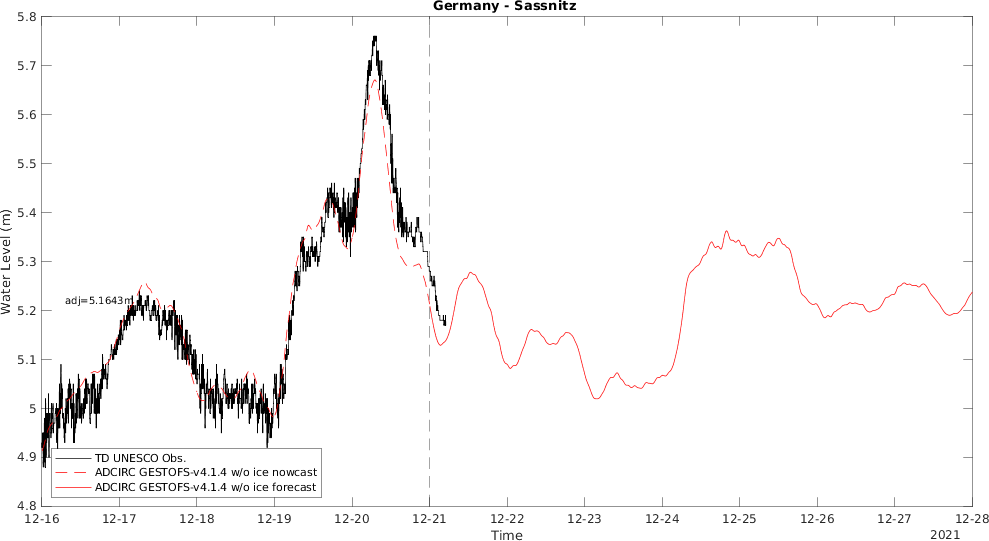 Germany - Sassnitz
5.8
5.7
5.6
5.5
5.4
5.3
5.2
5.1
5
4.9
4.8
Water Level (m)
adj=5.1643m
TD UNESCO Obs.
ADCIRC GESTOFS-v4.1.4 w/o ice nowcast
ADCIRC GESTOFS-v4.1.4 w/o ice forecast
12-16 12-17 12-18 12-19 12-20 12-21 12-22 12-23 12-24 12-25 12-26 12-27 12-28
Time
2021